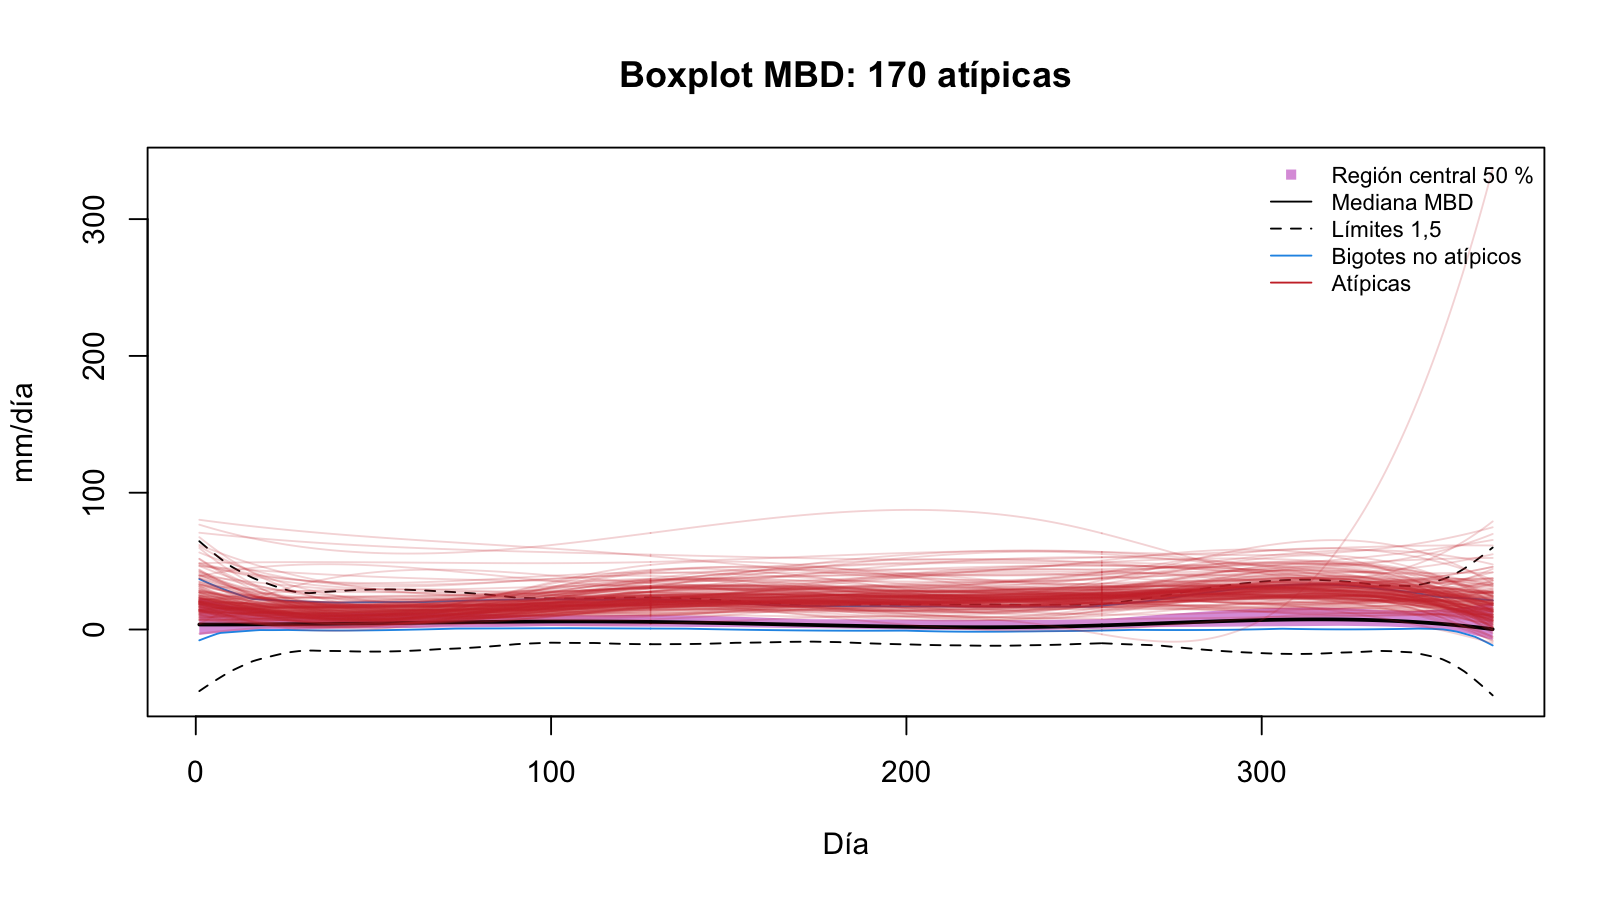 Boxplot MBD: 170 atípicas
Región central 50 %
Mediana MBD
Límites 1,5
Bigotes no atípicos
Atípicas
mm/día
300
200
100
0
0 100 200 300
Día